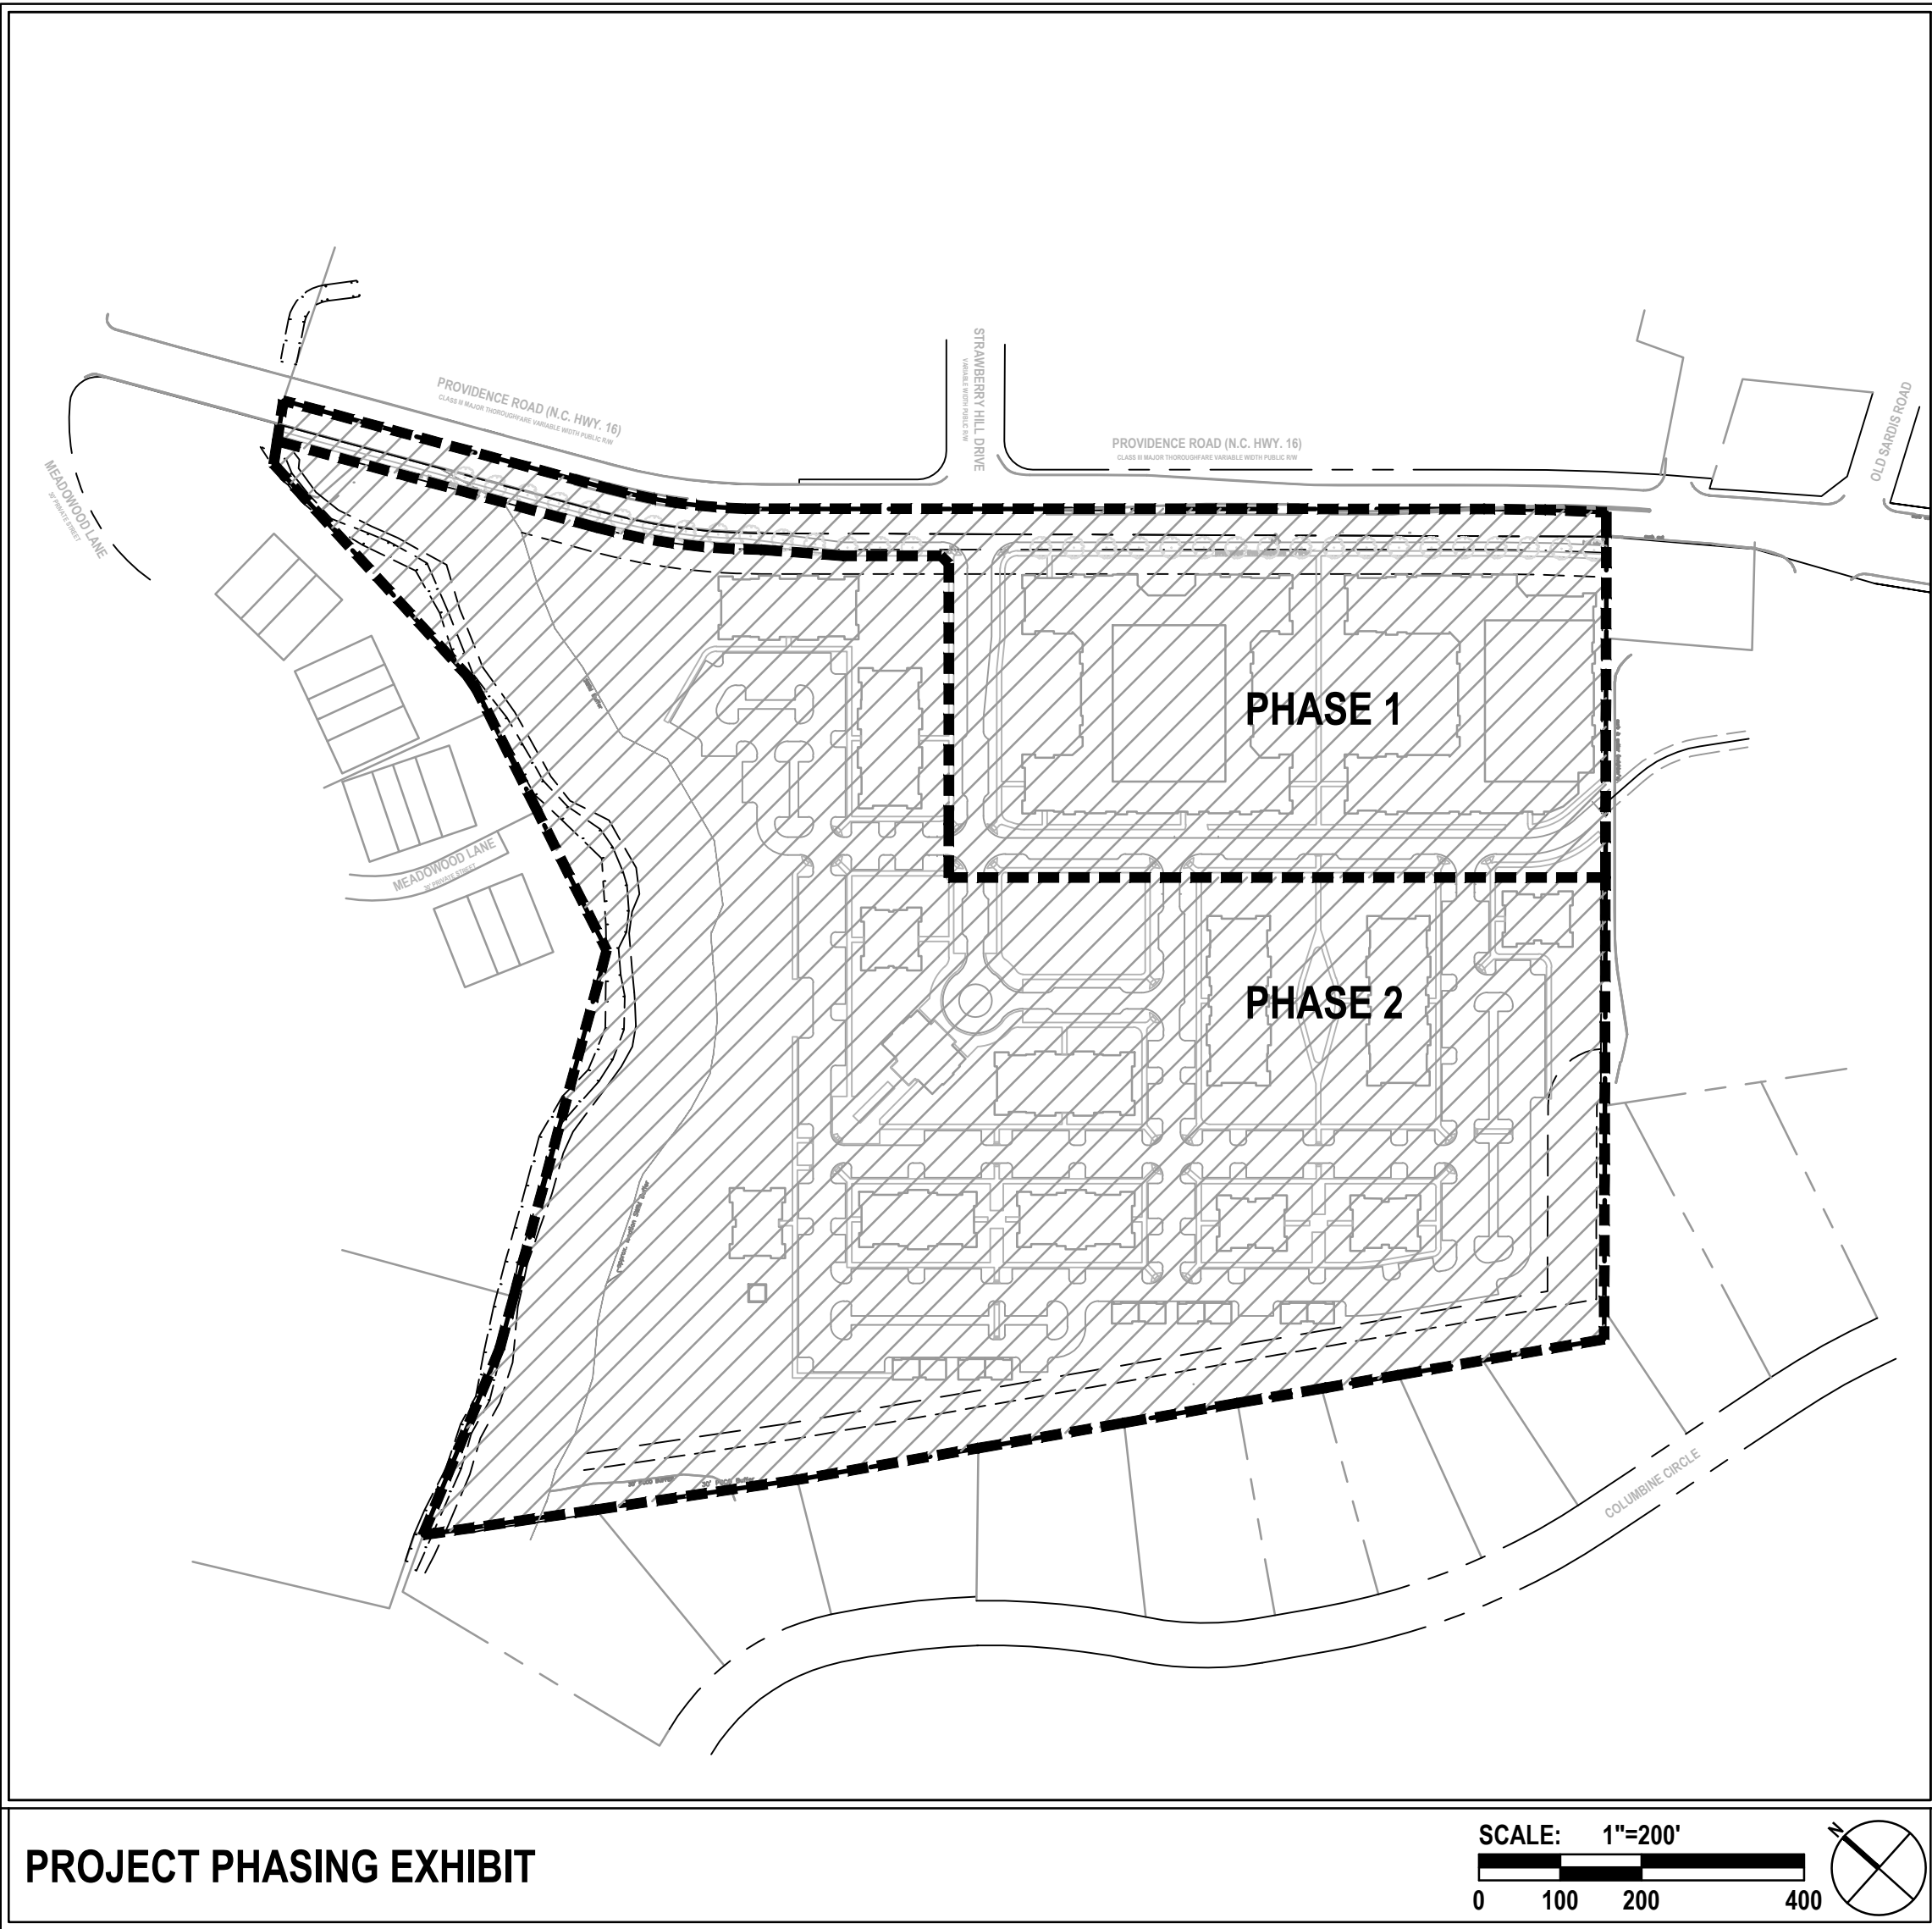 STRAWBERRY HILL DRIVE
VARIABLE WIDTH PUBLIC R/W
PROVIDENCE ROAD (N.C. HWY. 16)
CLASS III MAJOR THOROUGHFARE VARIABLE WIDTH PUBLIC R/W
PROVIDENCE ROAD (N.C. HWY. 16)
CLASS III MAJOR THOROUGHFARE VARIABLE WIDTH PUBLIC R/W
OLD SARDIS ROAD
MEADOWOOD LANE
30' PRIVATE STREET
PHASE 1
MEADOWOOD LANE
30' PRIVATE STREET
PHASE 2
COLUMBINE CIRCLE
PROJECT PHASING EXHIBIT
SCALE: 1"=200'
0 100 200 400
N